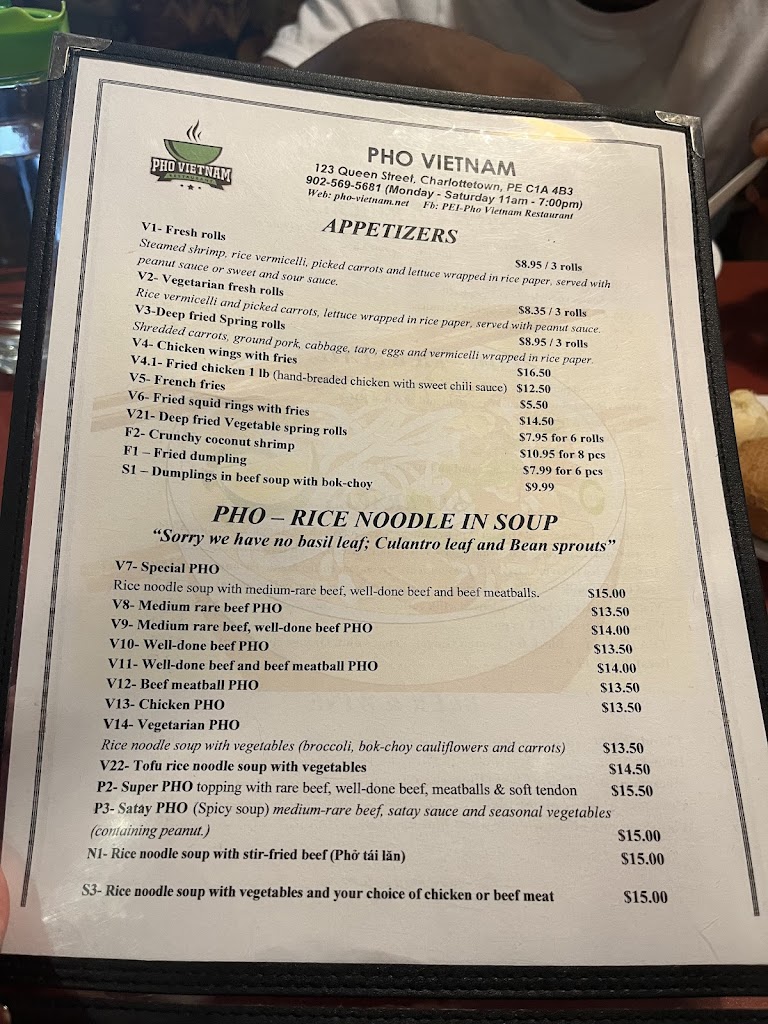 PHO VIETNAM
RESTAURANT
PHO VIETNAM
123 Queen Street, Charlottetown, PE C1A 4B3
902-569-5681 (Monday - Saturday 11am - 7:00pm)
Web: pho-vietnam.net Fb: PEI-Pho Vietnam Restaurant
APPETIZERS
V1- Fresh rolls $8.95 / 3 rolls
Steamed shrimp, rice vermicelli, picked carrots and lettuce wrapped in rice paper, served with
peanut sauce or sweet and sour sauce.
V2- Vegetarian fresh rolls $8.35 / 3 rolls
Rice vermicelli and picked carrots, lettuce wrapped in rice paper, served with peanut sauce.
V3-Deep fried Spring rolls $8.95 / 3 rolls
Shredded carrots, ground pork, cabbage, taro, eggs and vermicelli wrapped in rice paper.
V4- Chicken wings with fries $16.50
V4.1- Fried chicken 1 lb (hand-breaded chicken with sweet chili sauce) $12.50
V5- French fries $5.50
V6- Fried squid rings with fries $14.50
V21- Deep fried Vegetable spring rolls $7.95 for 6 rolls
F2- Crunchy coconut shrimp $10.95 for 8 pcs
F1 – Fried dumpling $7.99 for 6 pcs
S1 – Dumplings in beef soup with bok-choy $9.99
PHO – RICE NOODLE IN SOUP
“Sorry we have no basil leaf; Culantro leaf and Bean sprouts”
V7- Special PHO
Rice noodle soup with medium-rare beef, well-done beef and beef meatballs. $15.00
V8- Medium rare beef PHO $13.50
V9- Medium rare beef, well-done beef PHO $14.00
V10- Well-done beef PHO $13.50
V11- Well-done beef and beef meatball PHO $14.00
V12- Beef meatball PHO $13.50
V13- Chicken PHO $13.50
V14- Vegetarian PHO
Rice noodle soup with vegetables (broccoli, bok-choy cauliflowers and carrots) $13.50
V22- Tofu rice noodle soup with vegetables $14.50
P2- Super PHO topping with rare beef, well-done beef, meatballs & soft tendon $15.50
P3- Satay PHO (Spicy soup) medium-rare beef, satay sauce and seasonal vegetables
(containing peanut.) $15.00
N1- Rice noodle soup with stir-fried beef (Phở tái lăn) $15.00
S3- Rice noodle soup with vegetables and your choice of chicken or beef meat $15.00